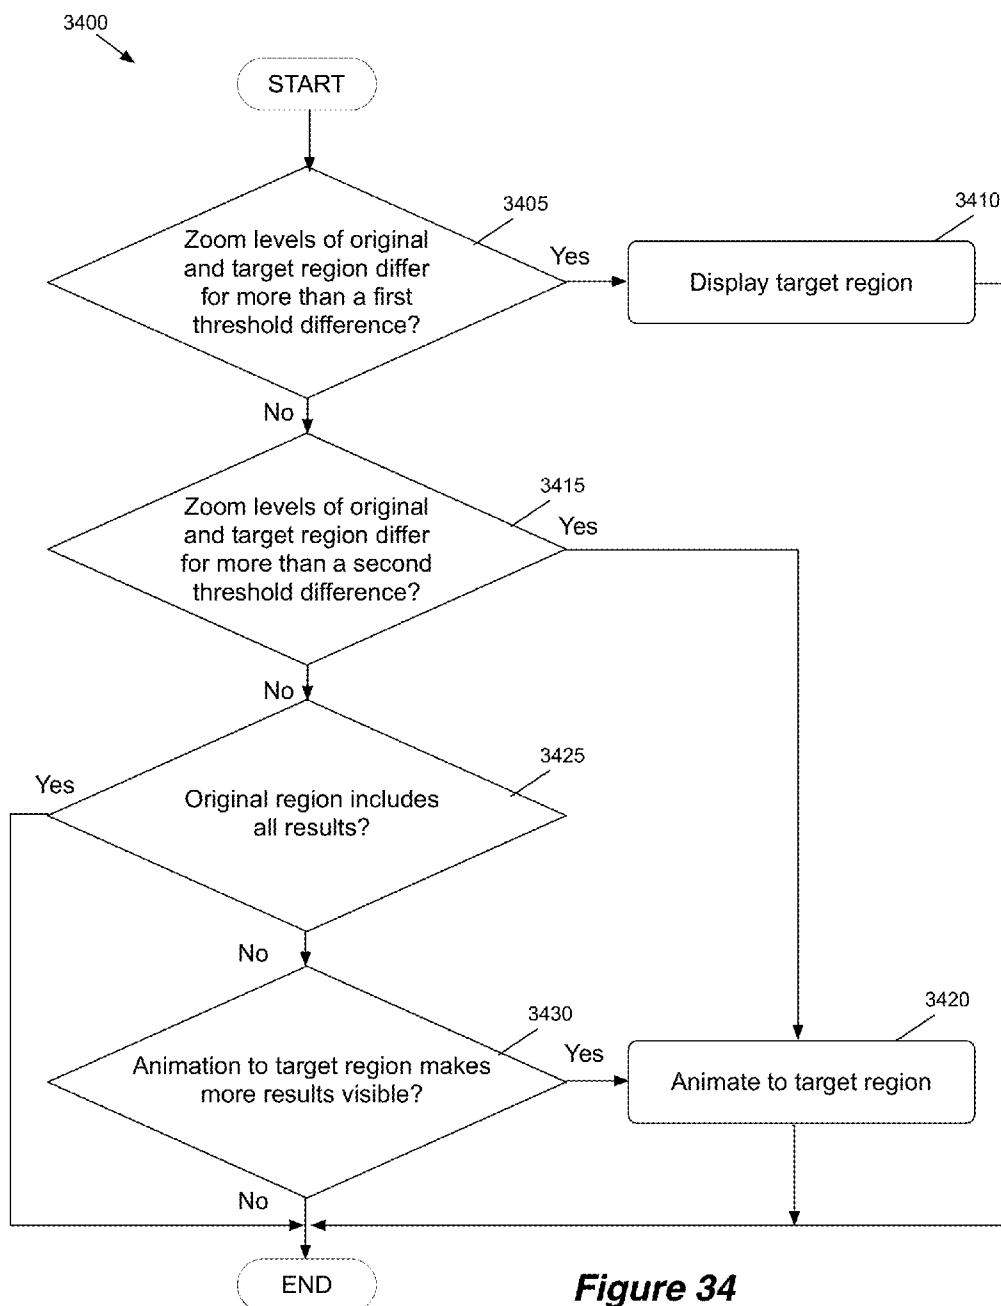 3400
START
3405
Zoom levels of original
and target region differ
for more than a first
threshold difference?
Yes
3410
Display target region
No
3415
Zoom levels of original
and target region differ
for more than a second
threshold difference?
Yes
No
3425
Yes
Original region includes
all results?
No
3430
Animation to target region makes
more results visible?
Yes
3420
Animate to target region
No
END
Figure 34